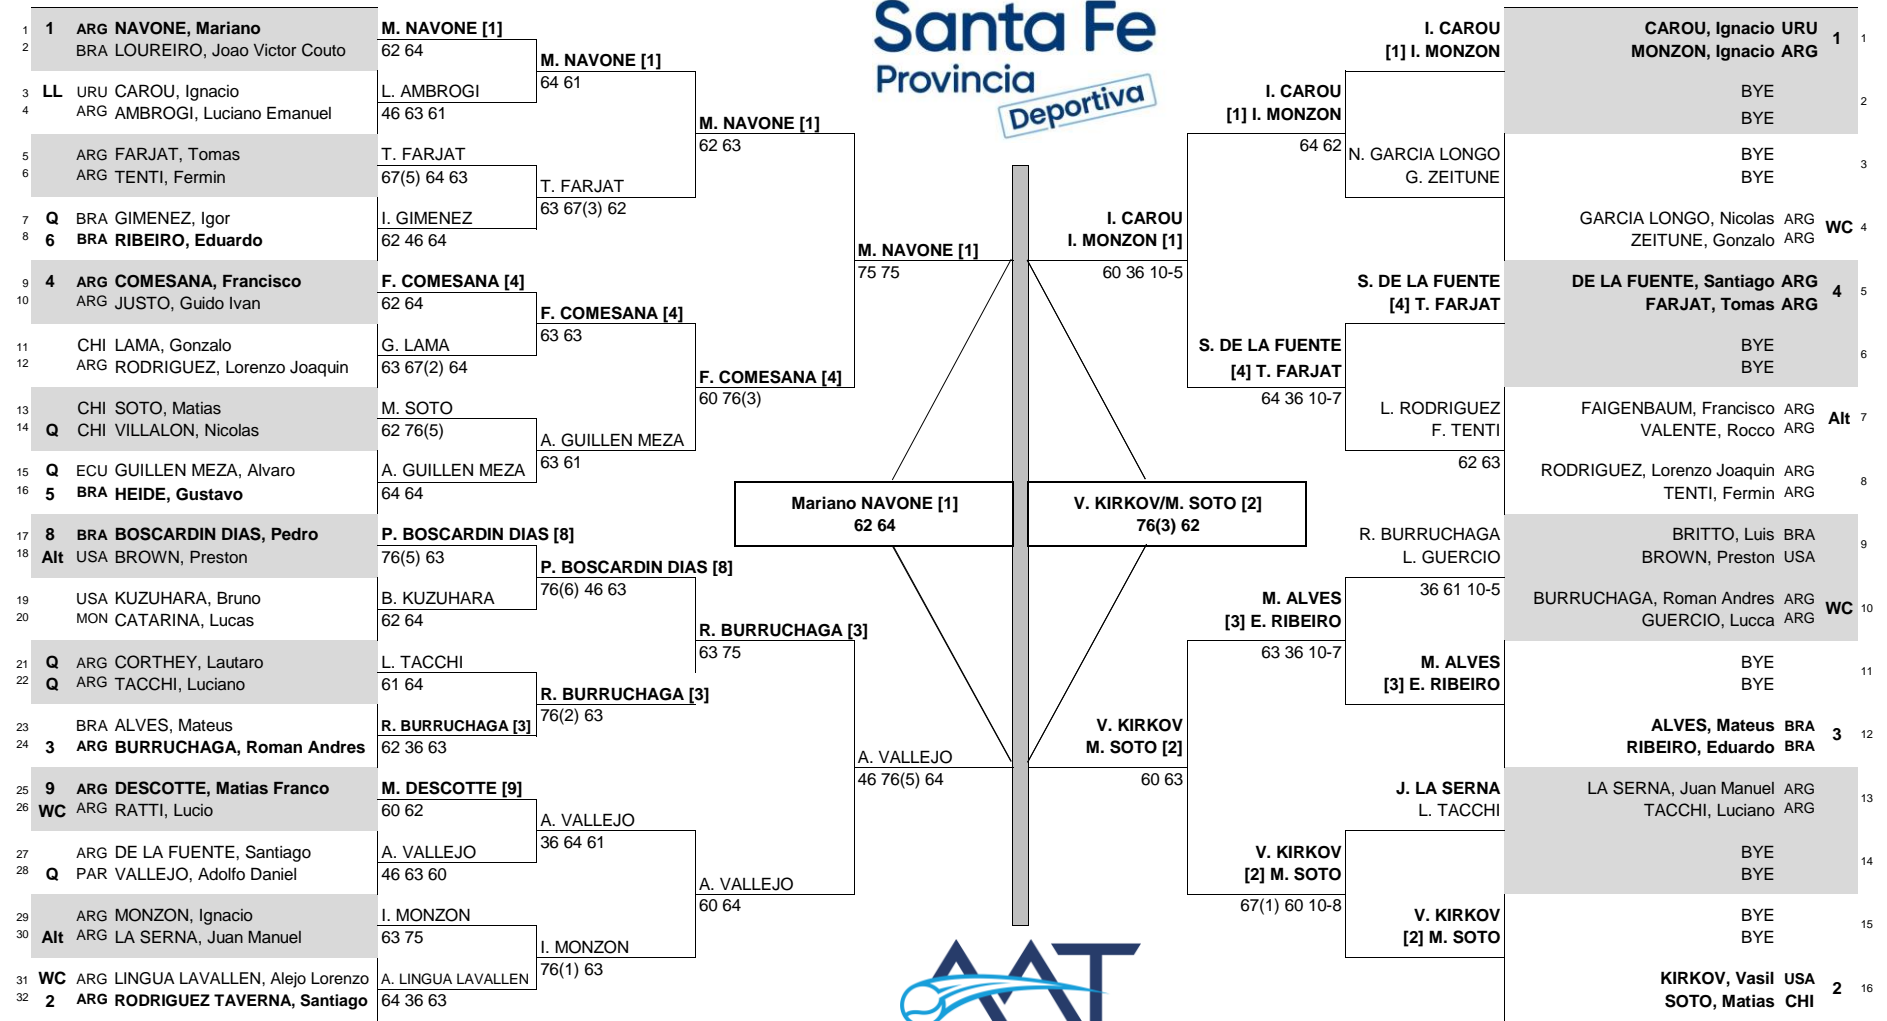 Santa Fe
Provincia
Deportiva
1 1 ARG NAVONE, Mariano
2 BRA LOUREIRO, Joao Victor Couto
3 LL URU CAROU, Ignacio
4 ARG AMBROGI, Luciano Emanuel
5 ARG FARJAT, Tomas
6 ARG TENTI, Fermin
7 Q BRA GIMENEZ, Igor
8 6 BRA RIBEIRO, Eduardo
9 4 ARG COMESANA, Francisco
10 ARG JUSTO, Guido Ivan
11 CHI LAMA, Gonzalo
12 ARG RODRIGUEZ, Lorenzo Joaquin
13 CHI SOTO, Matias
14 Q CHI VILLALON, Nicolas
15 Q ECU GUILLEN MEZA, Alvaro
16 5 BRA HEIDE, Gustavo
17 8 BRA BOSCARDIN DIAS, Pedro
18 Alt USA BROWN, Preston
19 USA KUZUHARA, Bruno
20 MON CATARINA, Lucas
21 Q ARG CORTHEY, Lautaro
22 Q ARG TACCHI, Luciano
23 BRA ALVES, Mateus
24 3 ARG BURRUCHAGA, Roman Andres
25 9 ARG DESCOTTE, Matias Franco
26 WC ARG RATTI, Lucio
27 ARG DE LA FUENTE, Santiago
28 Q PAR VALLEJO, Adolfo Daniel
29 ARG MONZON, Ignacio
30 Alt ARG LA SERNA, Juan Manuel
31 WC ARG LINGUA LAVALLEN, Alejo Lorenzo
32 2 ARG RODRIGUEZ TAVERNA, Santiago
M. NAVONE [1]
62 64
L. AMBROGI
46 63 61
T. FARJAT
67(5) 64 63
I. GIMENEZ
62 46 64
F. COMESANA [4]
62 64
G. LAMA
63 67(2) 64
M. SOTO
62 76(5)
A. GUILLEN MEZA
64 64
P. BOSCARDIN DIAS [8]
76(5) 63
B. KUZUHARA
62 64
L. TACCHI
61 64
R. BURRUCHAGA [3]
62 36 63
M. DESCOTTE [9]
60 62
A. VALLEJO
46 63 60
I. MONZON
63 75
A. LINGUA LAVALLEN
64 36 63
M. NAVONE [1]
64 61
T. FARJAT
63 67(3) 62
F. COMESANA [4]
63 63
A. GUILLEN MEZA
63 61
P. BOSCARDIN DIAS [8]
76(6) 46 63
R. BURRUCHAGA [3]
76(2) 63
A. VALLEJO
36 64 61
I. MONZON
76(1) 63
M. NAVONE [1]
62 63
F. COMESANA [4]
60 76(3)
R. BURRUCHAGA [3]
63 75
A. VALLEJO
60 64
M. NAVONE [1]
75 75
A. VALLEJO
46 76(5) 64
Mariano NAVONE [1]
62 64
V. KIRKOV/M. SOTO [2]
76(3) 62
I. CAROU
I. MONZON [1]
60 36 10-5
V. KIRKOV
M. SOTO [2]
60 63
I. CAROU
[1] I. MONZON
64 62
S. DE LA FUENTE
[4] T. FARJAT
64 36 10-7
M. ALVES
[3] E. RIBEIRO
63 36 10-7
V. KIRKOV
[2] M. SOTO
67(1) 60 10-8
I. CAROU
[1] I. MONZON
N. GARCIA LONGO
G. ZEITUNE
S. DE LA FUENTE
[4] T. FARJAT
L. RODRIGUEZ
F. TENTI
62 63
R. BURRUCHAGA
L. GUERCIO
36 61 10-5
M. ALVES
[3] E. RIBEIRO
J. LA SERNA
L. TACCHI
V. KIRKOV
[2] M. SOTO
CAROU, Ignacio URU 1 1
MONZON, Ignacio ARG
BYE 2
BYE
BYE 3
BYE
GARCIA LONGO, Nicolas ARG WC 4
ZEITUNE, Gonzalo ARG
DE LA FUENTE, Santiago ARG 4 5
FARJAT, Tomas ARG
BYE 6
BYE
FAIGENBAUM, Francisco ARG Alt 7
VALENTE, Rocco ARG
RODRIGUEZ, Lorenzo Joaquin ARG 8
TENTI, Fermin ARG
BRITTO, Luis BRA 9
BROWN, Preston USA
BURRUCHAGA, Roman Andres ARG WC 10
GUERCIO, Lucca ARG
BYE 11
BYE
ALVES, Mateus BRA 3 12
RIBEIRO, Eduardo BRA
LA SERNA, Juan Manuel ARG 13
TACCHI, Luciano ARG
BYE 14
BYE
BYE 15
BYE
KIRKOV, Vasil USA 2 16
SOTO, Matias CHI
AAT